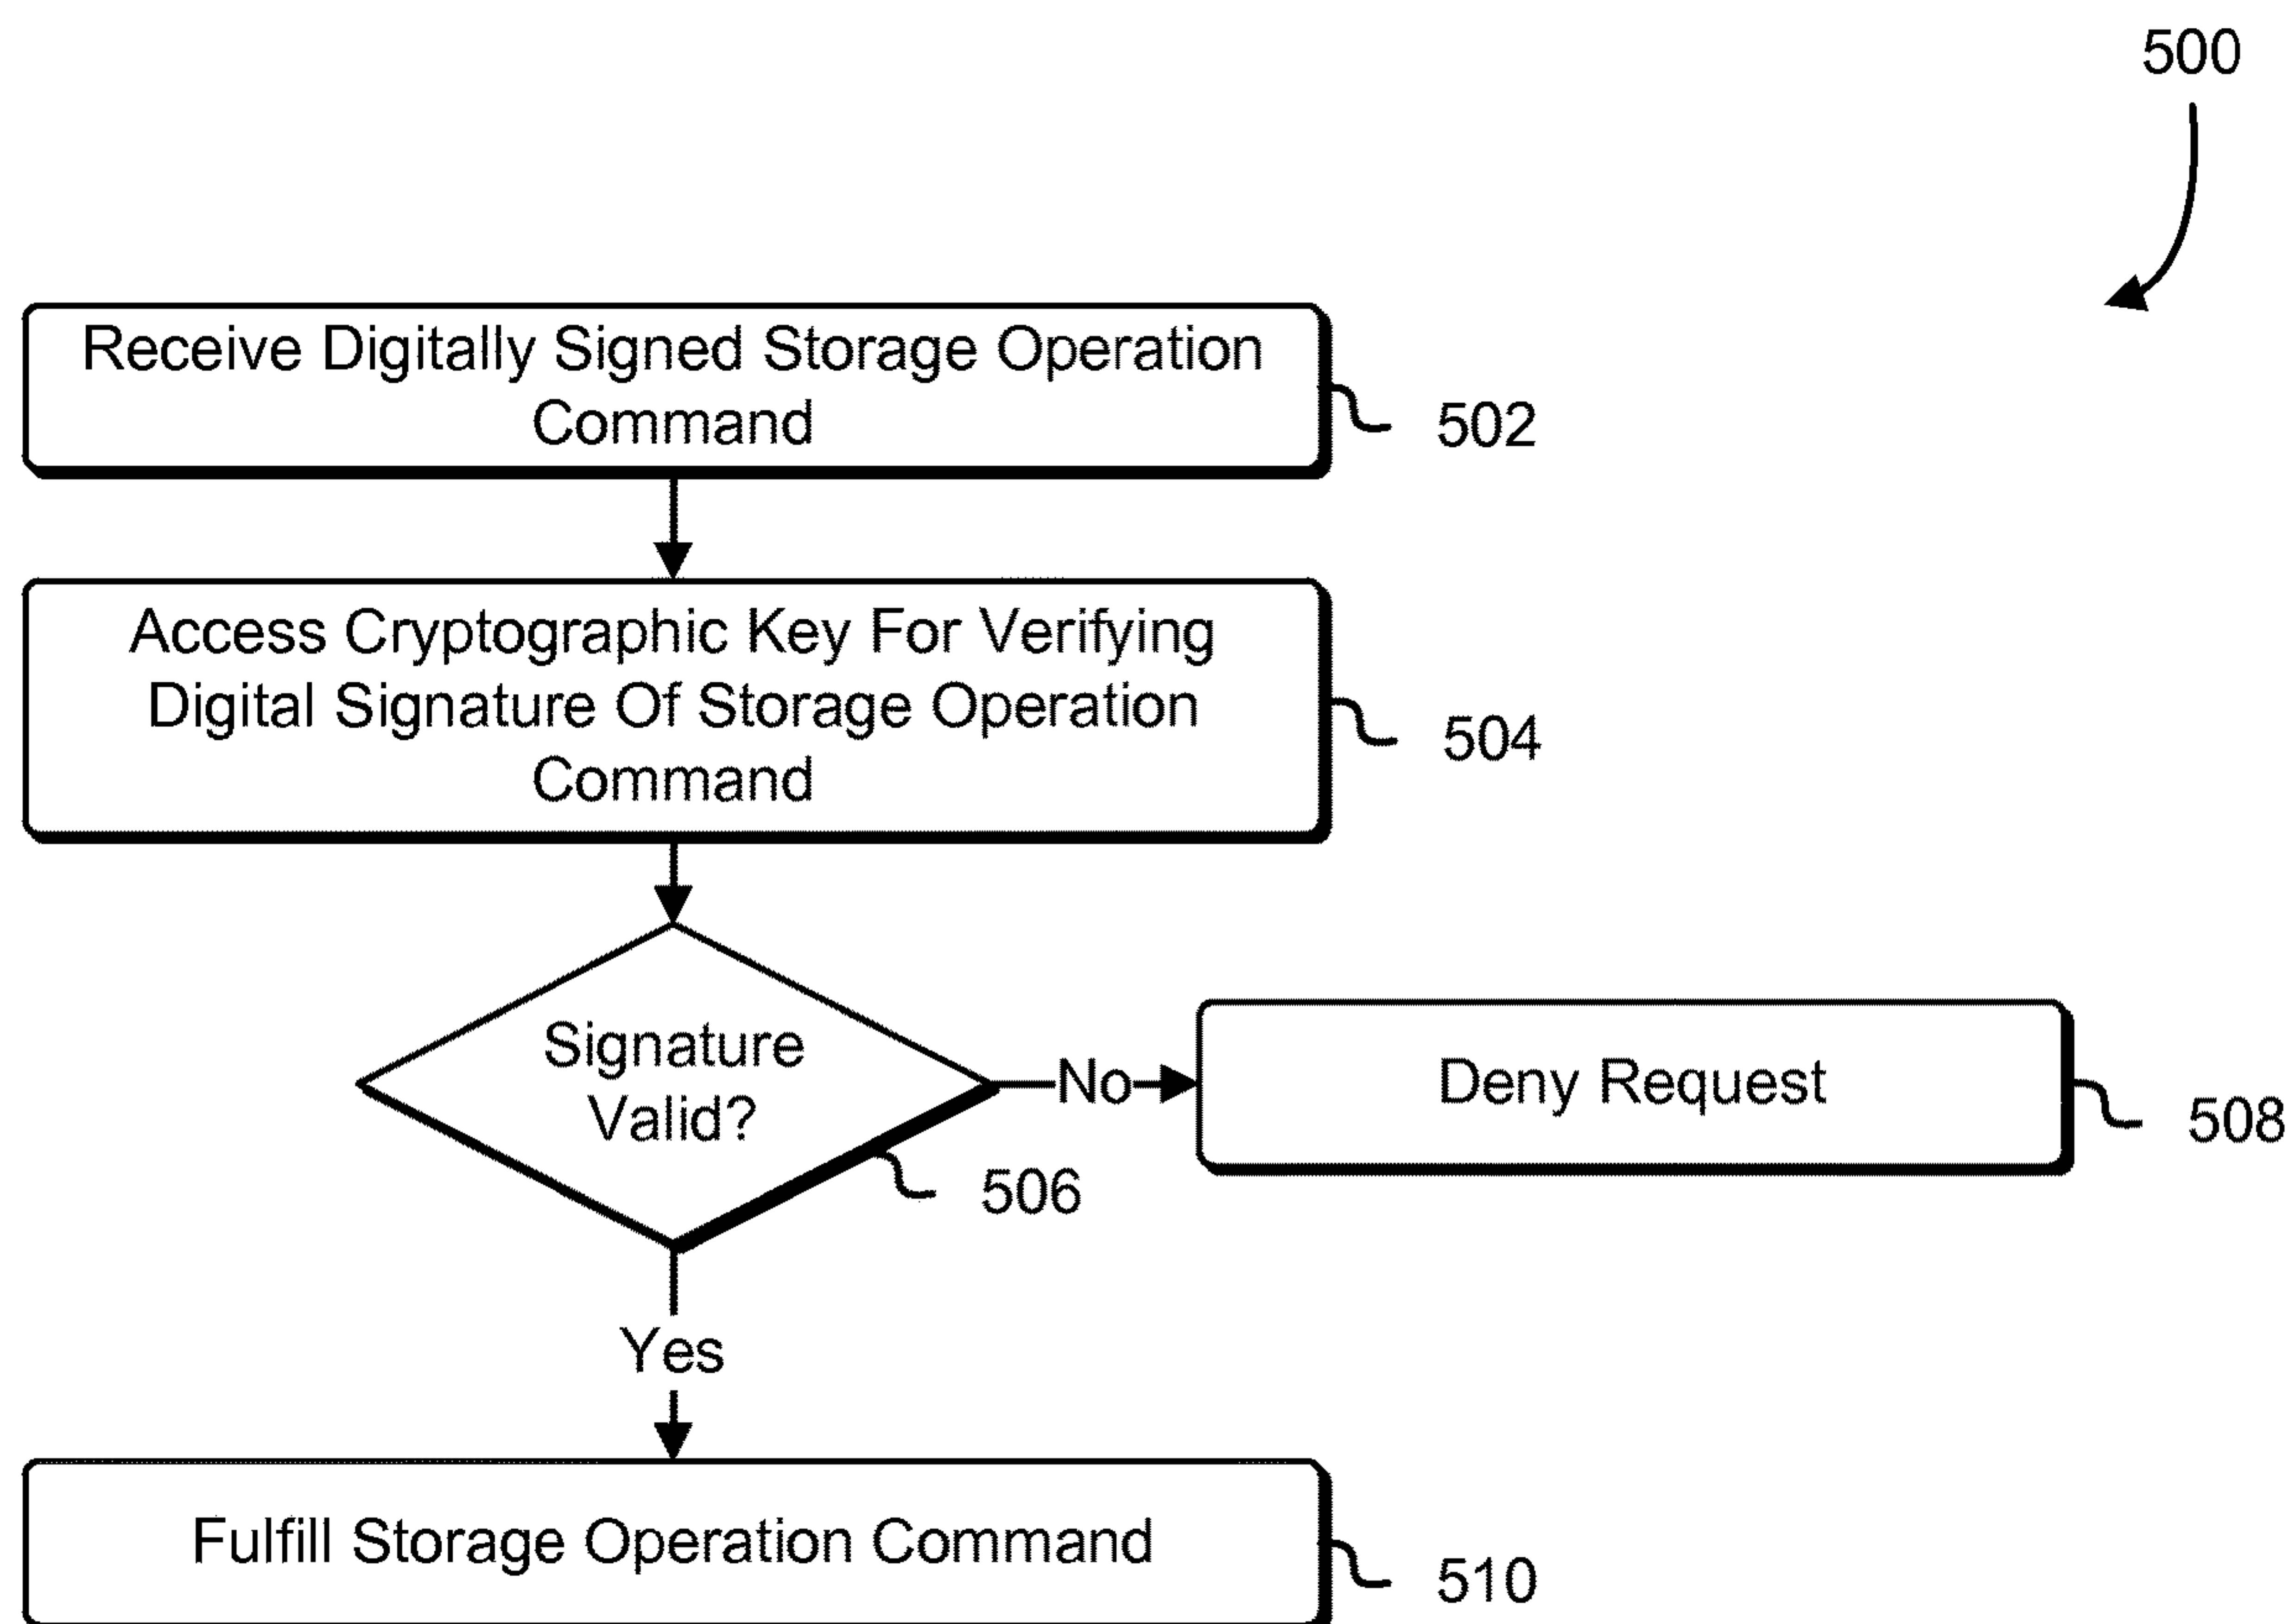 500
Receive Digitally Signed Storage Operation
Command
502
Access Cryptographic Key For Verifying
Digital Signature Of Storage Operation
Command
504
Signature
Valid?
506
No
Deny Request
508
Yes
Fulfill Storage Operation Command
510